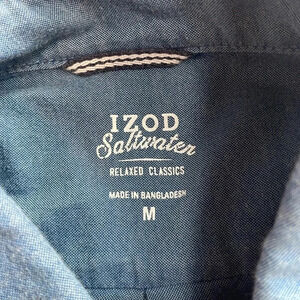 IZOD
Saltwater
RELAXED CLASSICS
MADE IN BANGLADESH
M